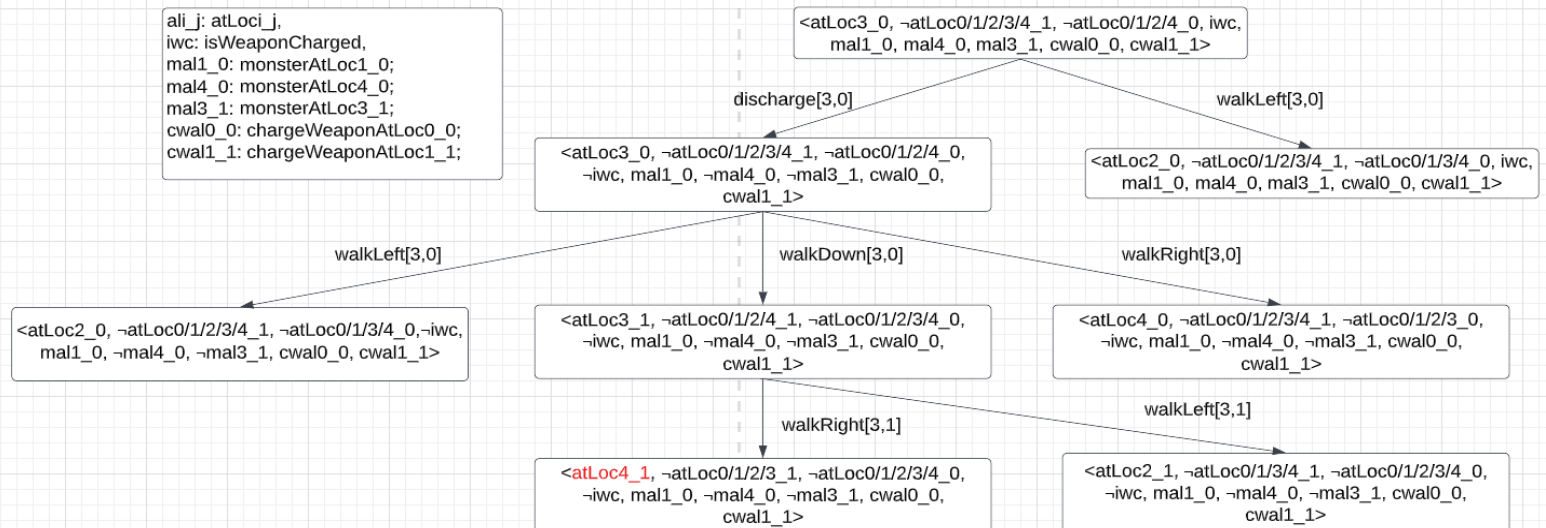 ali_j: atLoci_j,
iwc: isWeaponCharged,
mal1_0: monsterAtLoc1_0;
mal4_0: monsterAtLoc4_0;
mal3_1: monsterAtLoc3_1;
cwal0_0: chargeWeaponAtLoc0_0;
cwal1_1: chargeWeaponAtLoc1_1;
<atLoc3_0, ¬atLoc0/1/2/3/4_1, ¬atLoc0/1/2/4_0, iwc,
mal1_0, mal4_0, mal3_1, cwal0_0, cwal1_1>
discharge[3,0]
walkLeft[3,0]
<atLoc3_0, ¬atLoc0/1/2/3/4_1, ¬atLoc0/1/2/4_0,
¬iwc, mal1_0, ¬mal4_0, ¬mal3_1, cwal0_0,
cwal1_1>
<atLoc2_0, ¬atLoc0/1/2/3/4_1, ¬atLoc0/1/3/4_0, iwc,
mal1_0, mal4_0, mal3_1, cwal0_0, cwal1_1>
walkLeft[3,0]
walkDown[3,0]
walkRight[3,0]
<atLoc2_0, ¬atLoc0/1/2/3/4_1, ¬atLoc0/1/3/4_0,¬iwc,
mal1_0, ¬mal4_0, ¬mal3_1, cwal0_0, cwal1_1>
<atLoc3_1, ¬atLoc0/1/2/4_1, ¬atLoc0/1/2/3/4_0,
¬iwc, mal1_0, ¬mal4_0, ¬mal3_1, cwal0_0,
cwal1_1>
<atLoc4_0, ¬atLoc0/1/2/3/4_1, ¬atLoc0/1/2/3_0,
¬iwc, mal1_0, ¬mal4_0, ¬mal3_1, cwal0_0,
cwal1_1>
walkRight[3,1]
walkLeft[3,1]
<atLoc4_1, ¬atLoc0/1/2/3_1, ¬atLoc0/1/2/3/4_0,
¬iwc, mal1_0, ¬mal4_0, ¬mal3_1, cwal0_0,
cwal1_1>
<atLoc2_1, ¬atLoc0/1/3/4_1, ¬atLoc0/1/2/3/4_0,
¬iwc, mal1_0, ¬mal4_0, ¬mal3_1, cwal0_0,
cwal1_1>